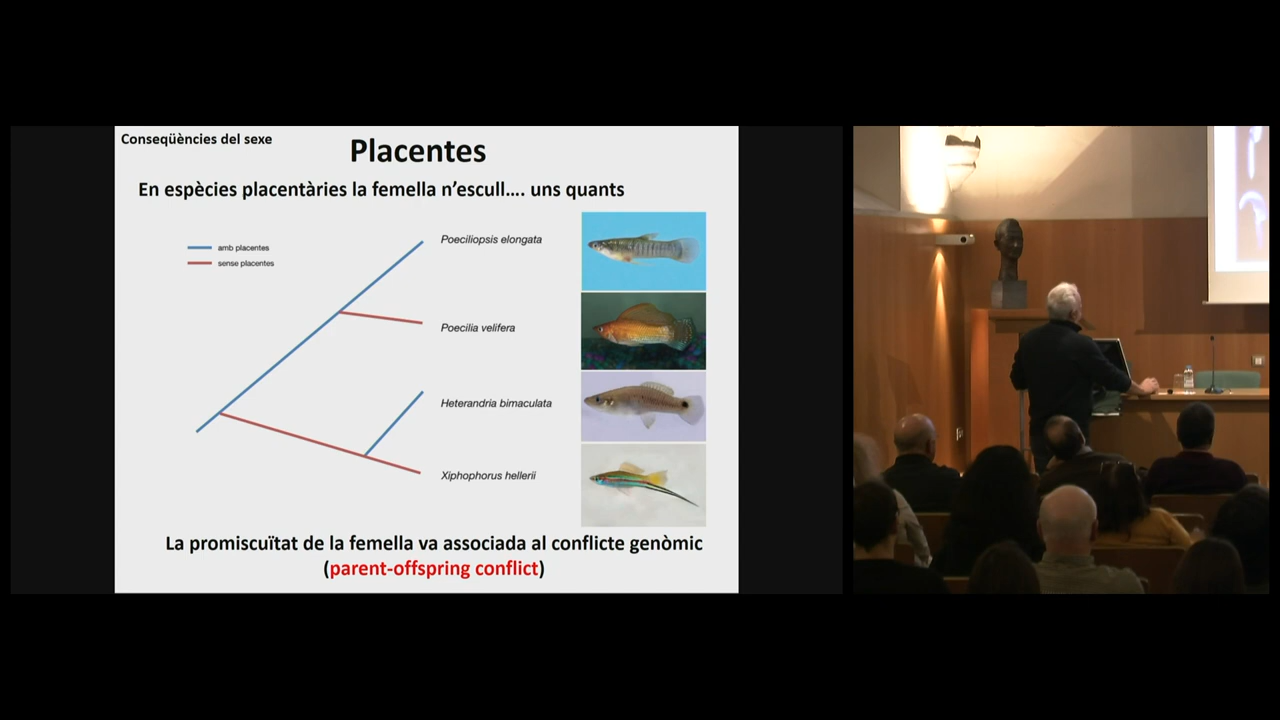 Conseqüències del sexe
Placentes
En espècies placentàries la femella n'escull.... uns quants
amb placentes
sense placentes
Poeciliopsis elongata
Poecilia velifera
Heterandria bimaculata
Xiphophorus hellerii
La promiscuïtat de la femella va associada al conflicte genòmic
(parent-offspring conflict)